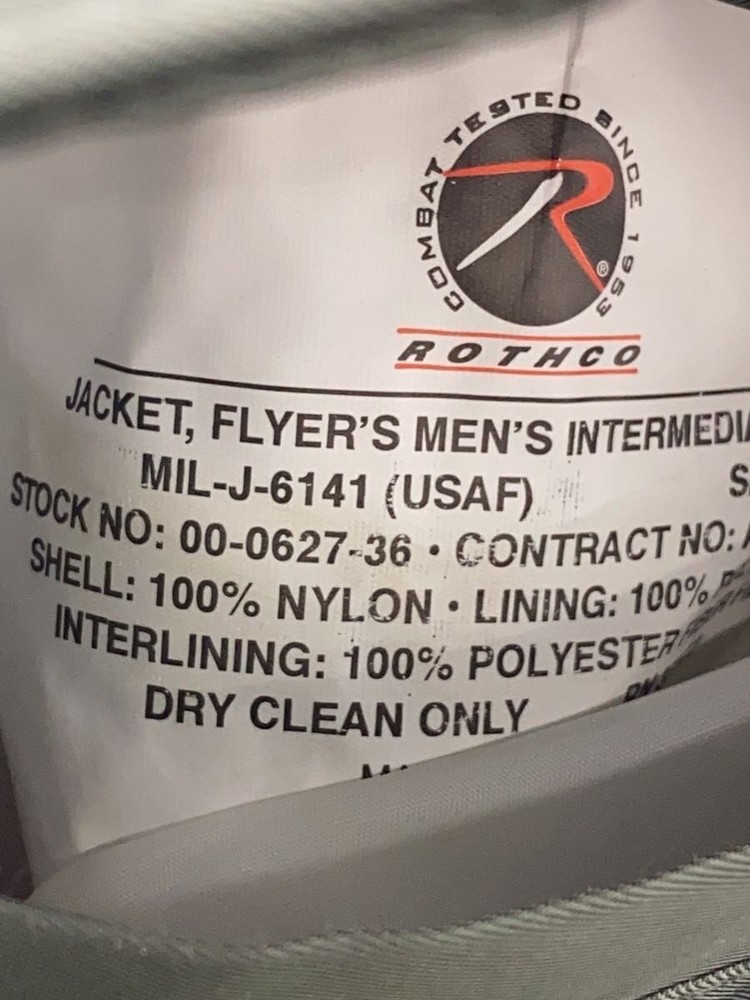 COMBAT TESTED SINCE 1953
R
®
ROTHCO
JACKET, FLYER'S MEN'S INTERMEDIA
MIL-J-6141 (USAF)
STOCK NO: 00-0627-36 • CONTRACT NO:
SHELL: 100% NYLON • LINING: 100%
INTERLINING: 100% POLYESTER
DRY CLEAN ONLY